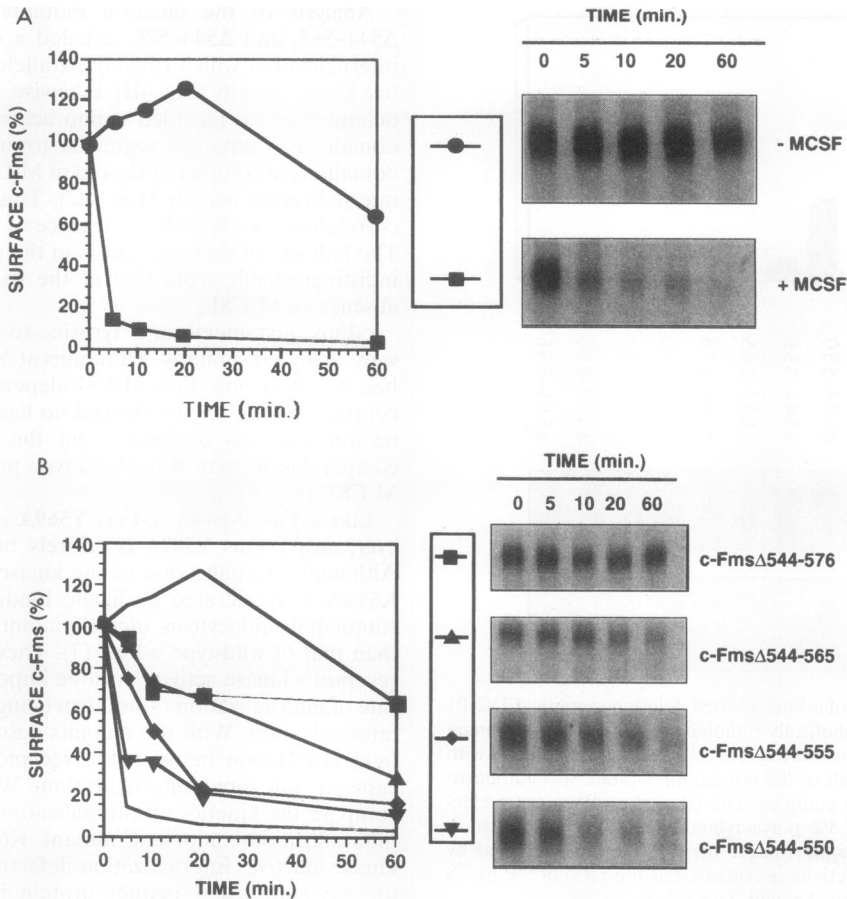 A
TIME (min.)
0 5 10 20 60
SURFACE c-Fms (%)
140
120
100
80
60
40
20
0
0 10 20 30 40 50 60
TIME (min.)
- MCSF
+ MCSF
B
TIME (min.)
0 5 10 20 60
SURFACE c-Fms (%)
140
120
100
80
60
40
20
0
0 10 20 30 40 50 60
TIME (min.)
c-FmsΔ544-576
c-FmsΔ544-565
c-FmsΔ544-555
c-FmsΔ544-550